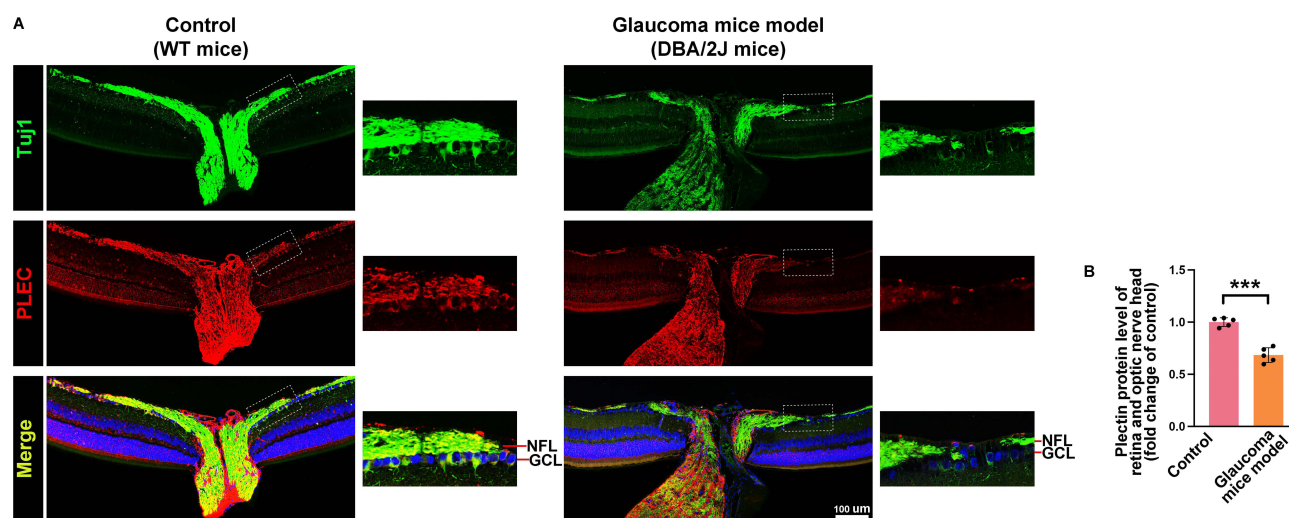 A
Control
(WT mice)
Glaucoma mice model
(DBA/2J mice)
Tuj1
PLEC
Merge
NFL
GCL
NFL
GCL
100 um
B
Plectin protein level of
retina and optic nerve head
(fold change of control)
1.5
1.0
0.5
0.0
***
Control
Glaucoma
mice model